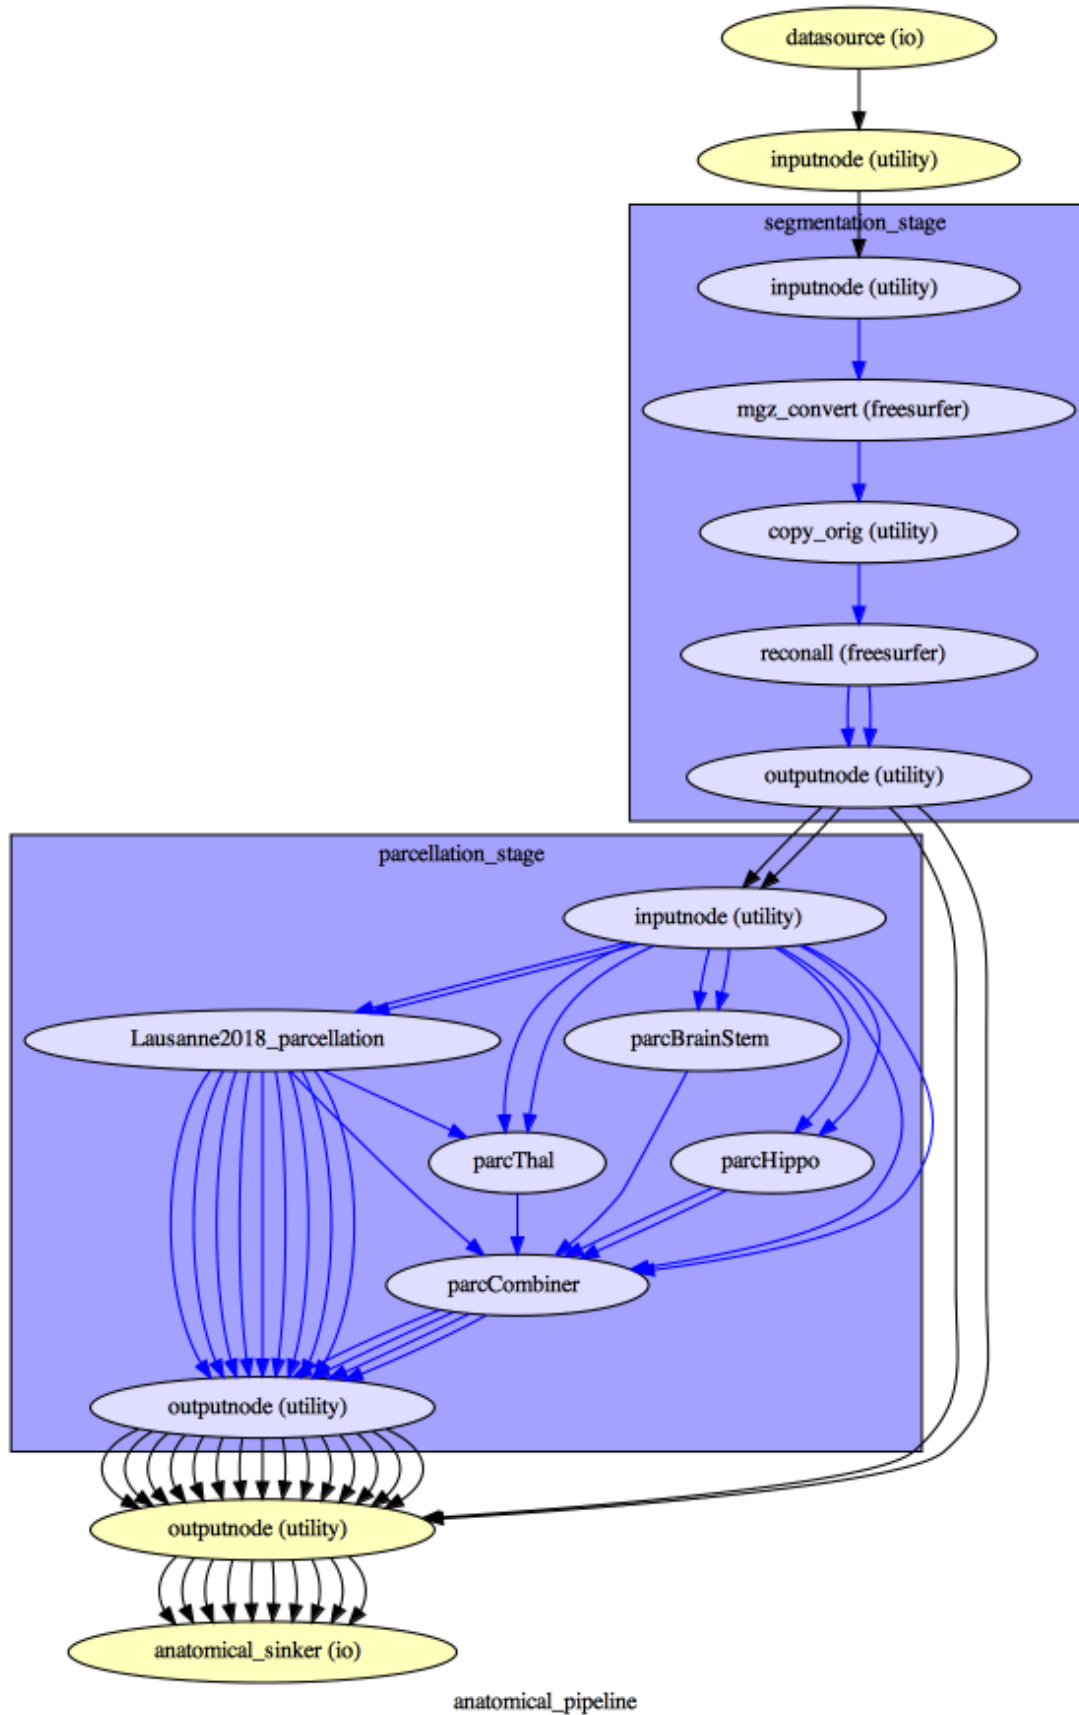 datasource (io)
inputnode (utility)
segmentation_stage
inputnode (utility)
mgz_convert (freesurfer)
copy_orig (utility)
reconall (freesurfer)
outputnode (utility)
parcellation_stage
inputnode (utility)
Lausanne2018_parcellation
parcBrainStem
parcThal
parcHippo
parcCombiner
outputnode (utility)
outputnode (utility)
anatomical_sinker (io)
anatomical_pipeline